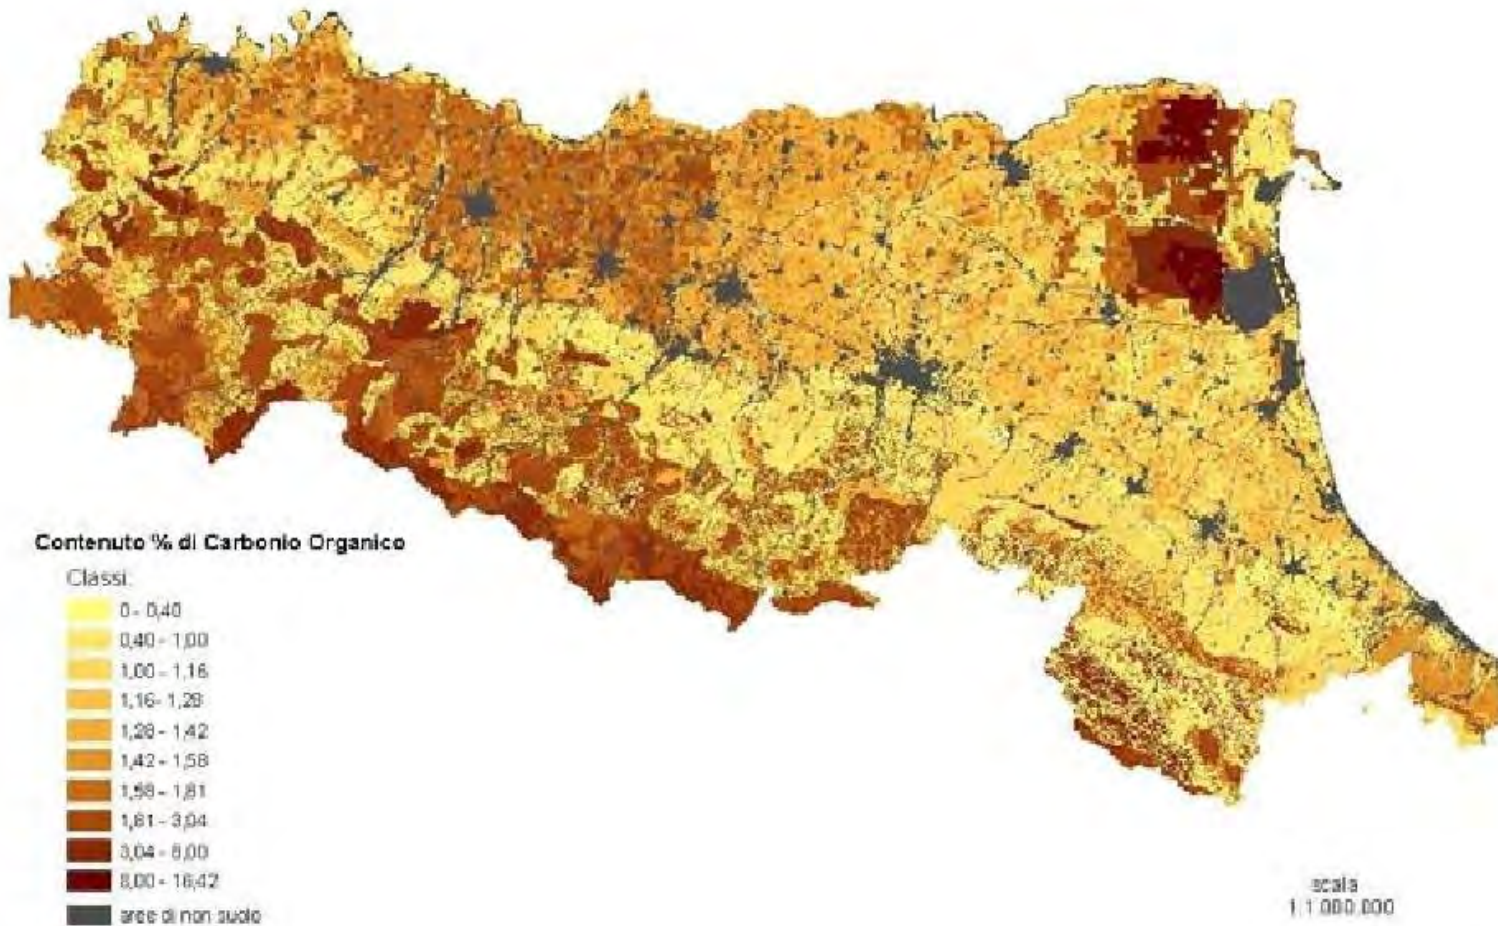 Contenuto % di Carbonio Organico
Classi:
0 - 0,40
0,40 - 1,00
1,00 - 1,16
1,16- 1,28
1,28 - 1,42
1,42 - 1,58
1,58 - 1,81
1,81 - 3,04
3,04 - 8,00
8,00 - 16,42
aree di non suolo
scala
1:1.000.000